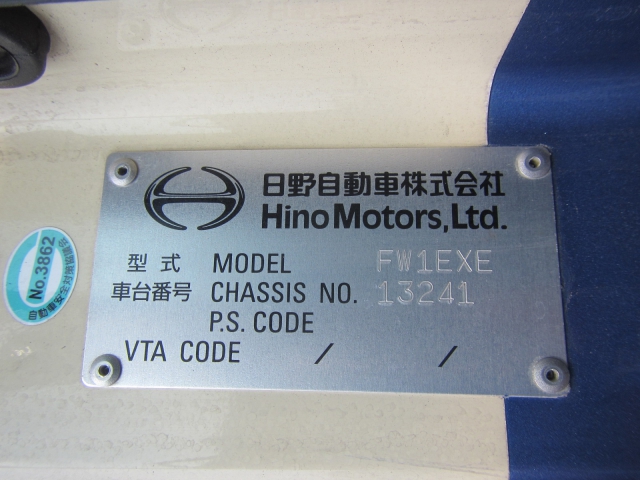 日野自動車株式会社
Hino Motors, Ltd.
型式 MODEL FW1EXE
車台番号 CHASSIS NO. 13241
P.S. CODE
VTA CODE / /
No.3862